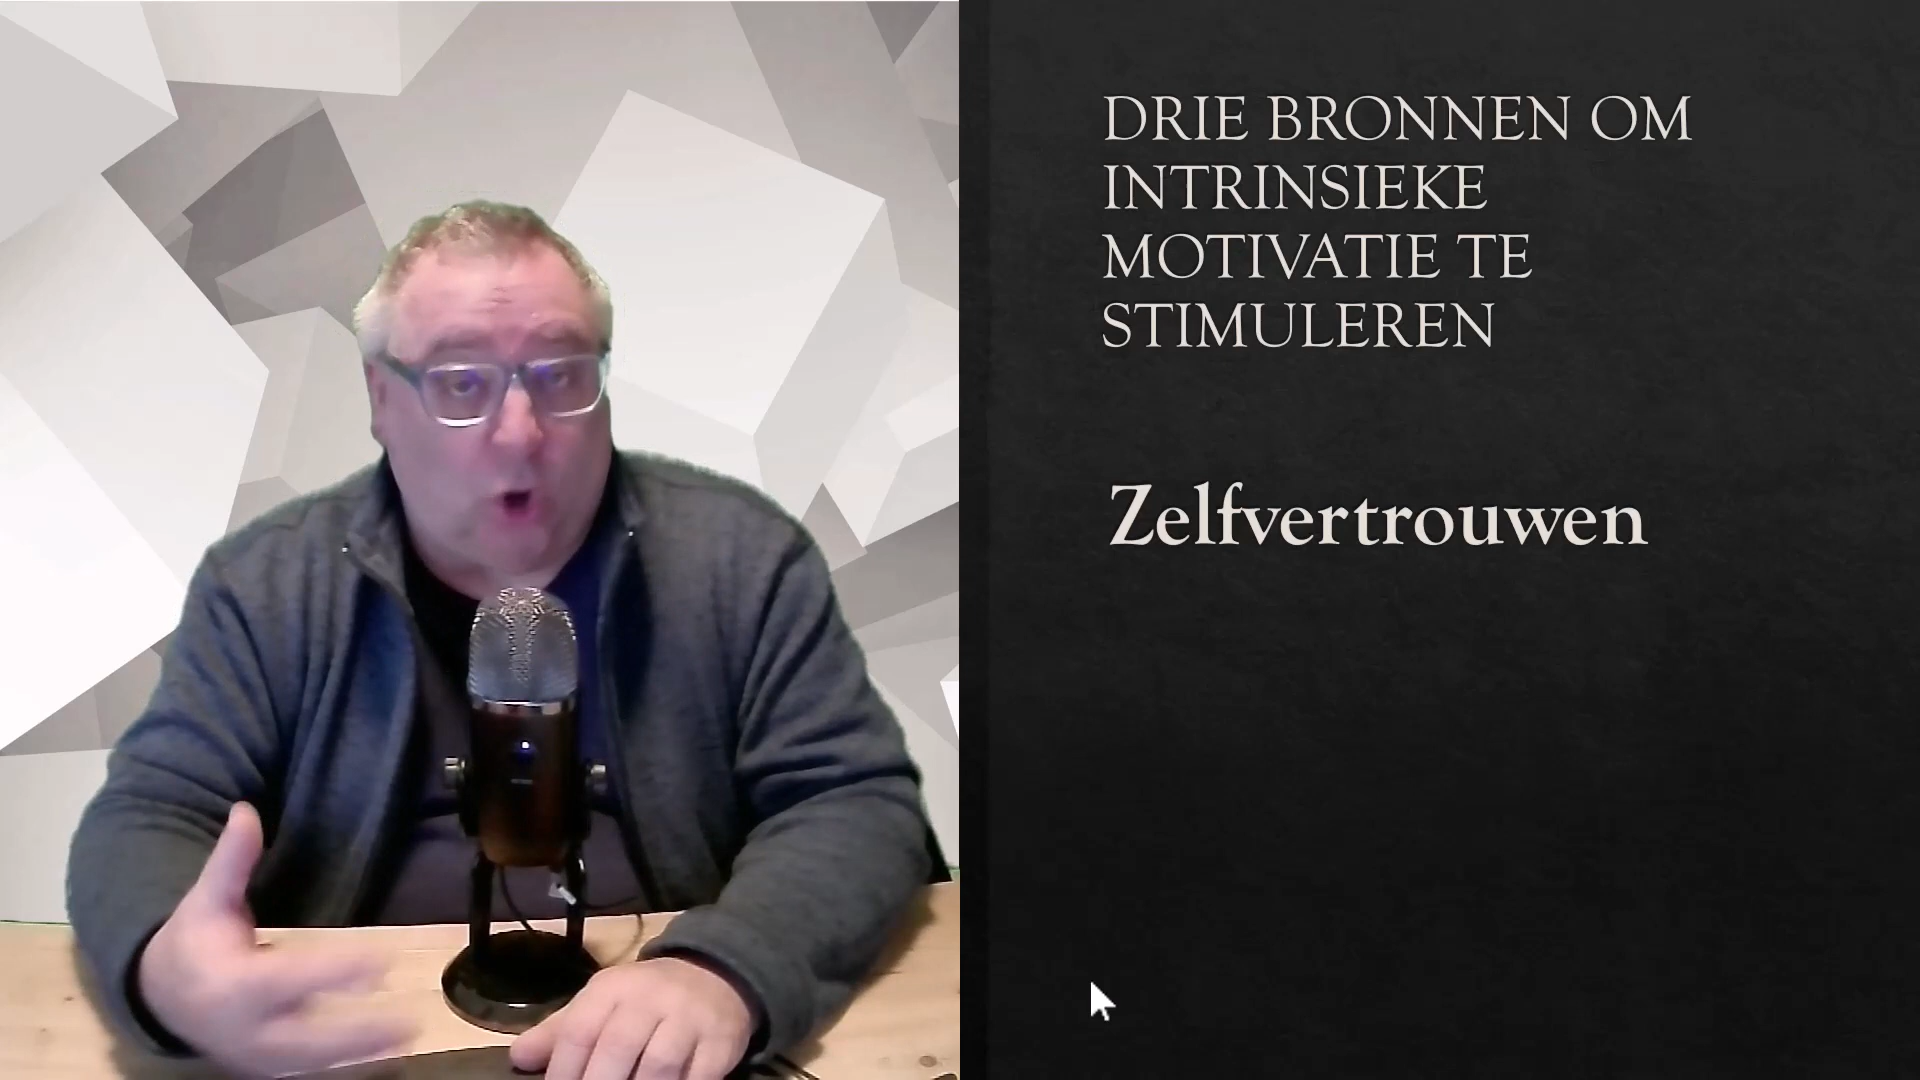 DRIE BRONNEN OM
INTRINSIEKE
MOTIVATIE TE
STIMULEREN
Zelfvertrouwen